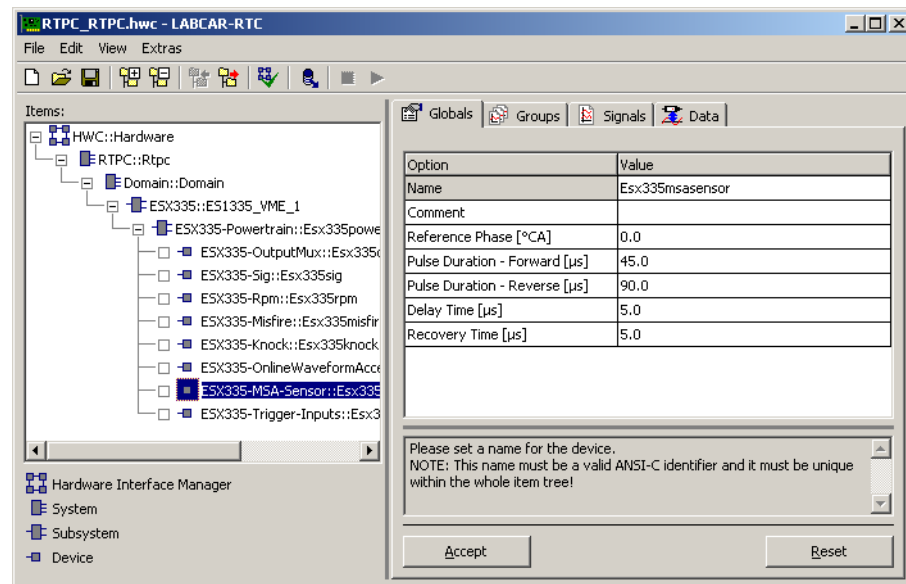 RTPC_RTPC.hwc - LABCAR-RTC
File Edit View Extras
Items:
HWC::Hardware
RTPC::Rtpc
Domain::Domain
ESX335::ES1335_VME_1
ESX335-Powertrain::Esx335powe
ESX335-OutputMux::Esx335o
ESX335-Sig::Esx335sig
ESX335-Rpm::Esx335rpm
ESX335-Misfire::Esx335misfir
ESX335-Knock::Esx335knock
ESX335-OnlineWaveformAcce
ESX335-MSA-Sensor::Esx335
ESX335-Trigger-Inputs::Esx3
Hardware Interface Manager
System
Subsystem
Device
Globals Groups Signals Data
Option Value
Name Esx335msasensor
Comment
Reference Phase [°CA] 0.0
Pulse Duration - Forward [µs] 45.0
Pulse Duration - Reverse [µs] 90.0
Delay Time [µs] 5.0
Recovery Time [µs] 5.0
Please set a name for the device.
NOTE: This name must be a valid ANSI-C identifier and it must be unique
within the whole item tree!
Accept Reset